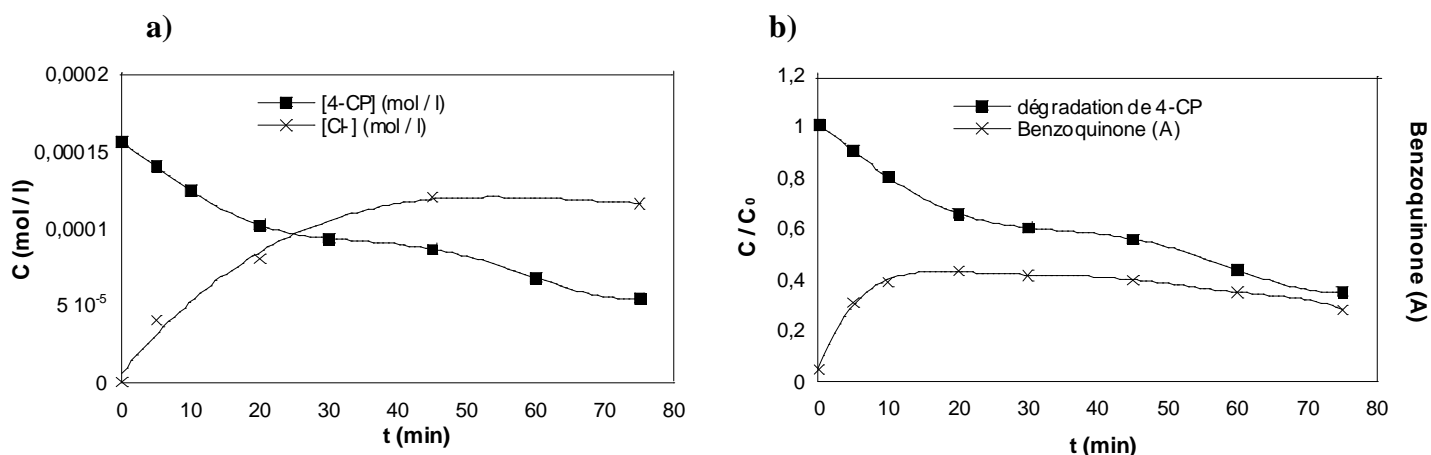 a)
0,0002
0,00015
0,0001
5 10⁻⁵
0
C (mol / l)
[4-CP] (mol / l)
[Cl-] (mol / l)
0 10 20 30 40 50 60 70 80
t (min)
b)
1,2
1
0,8
0,6
0,4
0,2
0
C / C₀
dégradation de 4-CP
Benzoquinone (A)
0 10 20 30 40 50 60 70 80
t (min)
Benzoquinone (A)